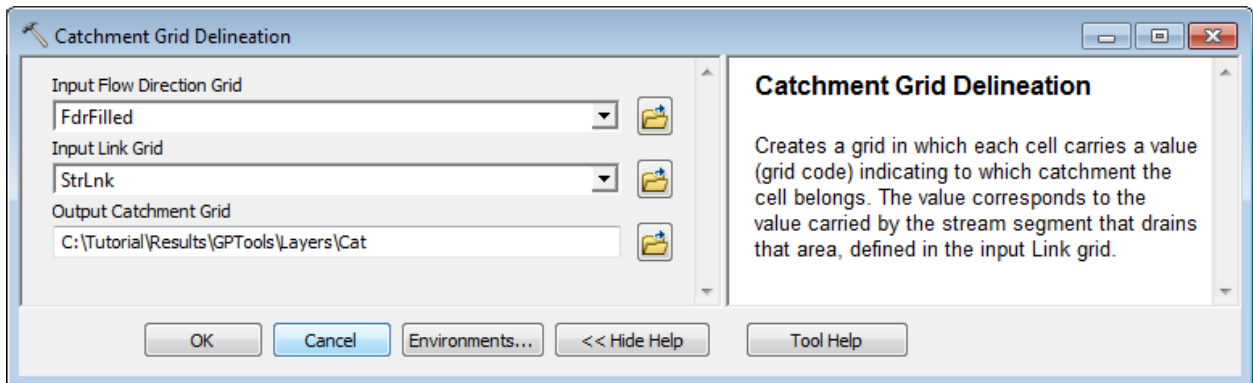 Catchment Grid Delineation
Input Flow Direction Grid
FdrFilled
Input Link Grid
StrLnk
Output Catchment Grid
C:\Tutorial\Results\GPTools\Layers\Cat
Catchment Grid Delineation
Creates a grid in which each cell carries a value
(grid code) indicating to which catchment the
cell belongs. The value corresponds to the
value carried by the stream segment that drains
that area, defined in the input Link grid.
OK
Cancel
Environments...
<< Hide Help
Tool Help